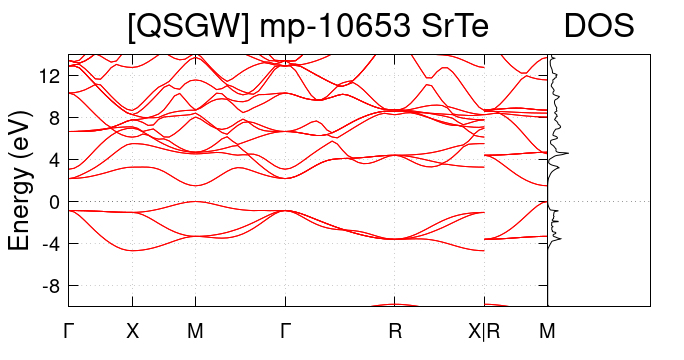 [QSGW] mp-10653 SrTe DOS
Energy (eV)
12
8
4
0
-4
-8
Γ X M Γ R X|R M